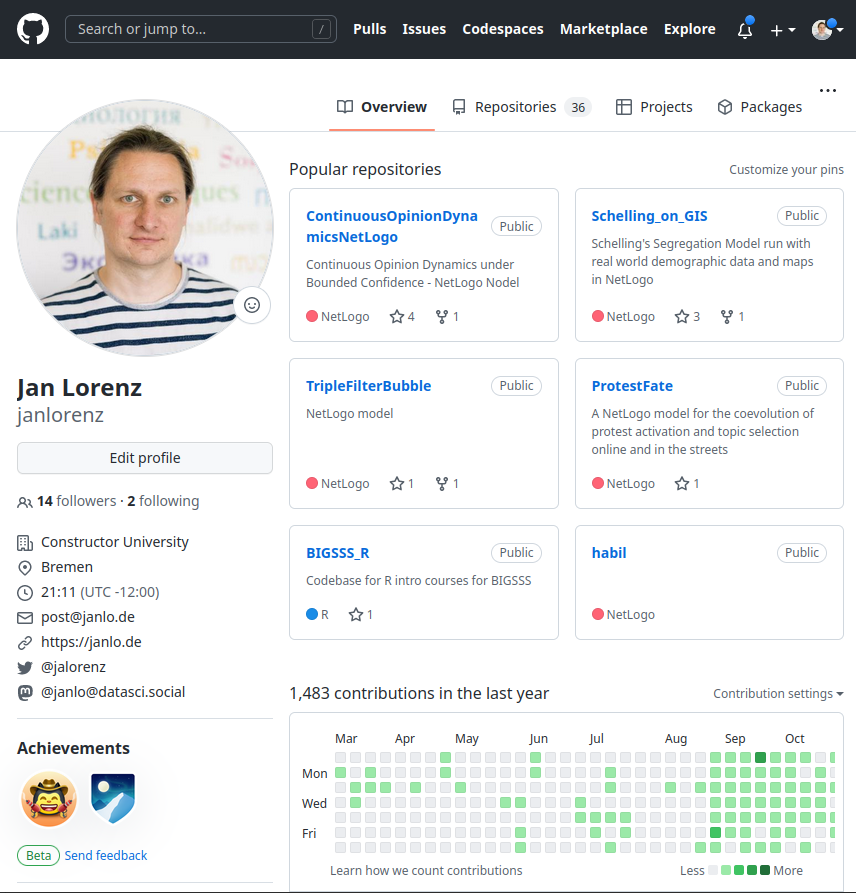 Search or jump to...
/
Pulls
Issues
Codespaces
Marketplace
Explore
Overview
Repositories 36
Projects
Packages
Jan Lorenz
janlorenz
Edit profile
14 followers · 2 following
Constructor University
Bremen
21:11 (UTC -12:00)
post@janlo.de
https://janlo.de
@jalorenz
@janlo@datasci.social
Achievements
Beta Send feedback
Popular repositories
Customize your pins
ContinuousOpinionDyna
micsNetLogo
Public
Continuous Opinion Dynamics under
Bounded Confidence - NetLogo Nodel
NetLogo 4 1
Schelling_on_GIS
Public
Schelling's Segregation Model run with
real world demographic data and maps
in NetLogo
NetLogo 3 1
TripleFilterBubble
Public
NetLogo model
NetLogo 1 1
ProtestFate
Public
A NetLogo model for the coevolution of
protest activation and topic selection
online and in the streets
NetLogo 1
BIGSSS_R
Public
Codebase for R intro courses for BIGSSS
R 1
habil
Public
NetLogo
1,483 contributions in the last year
Contribution settings
Mar Apr May Jun Jul Aug Sep Oct
Mon
Wed
Fri
Learn how we count contributions
Less More